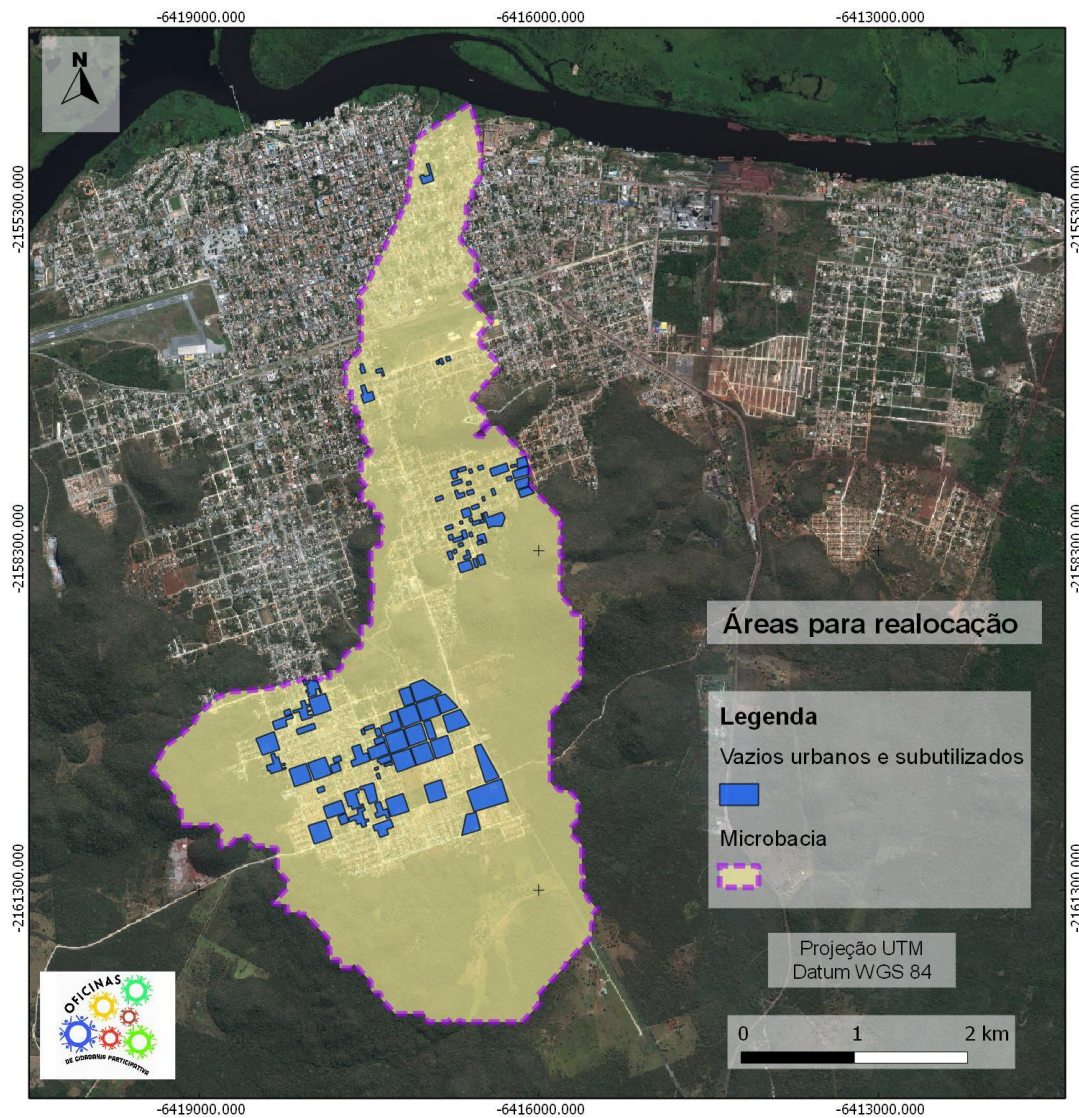 -6419000.000
-6416000.000
-6413000.000
N
-2155300.000
-2155300.000
-2158300.000
-2158300.000
Áreas para realocação
Legenda
Vazios urbanos e subutilizados
Microbacia
-2161300.000
-2161300.000
Projeção UTM
Datum WGS 84
OFICINAS
DE CIDADANIA PARTICIPATIVA
0 1 2 km
-6419000.000
-6416000.000
-6413000.000